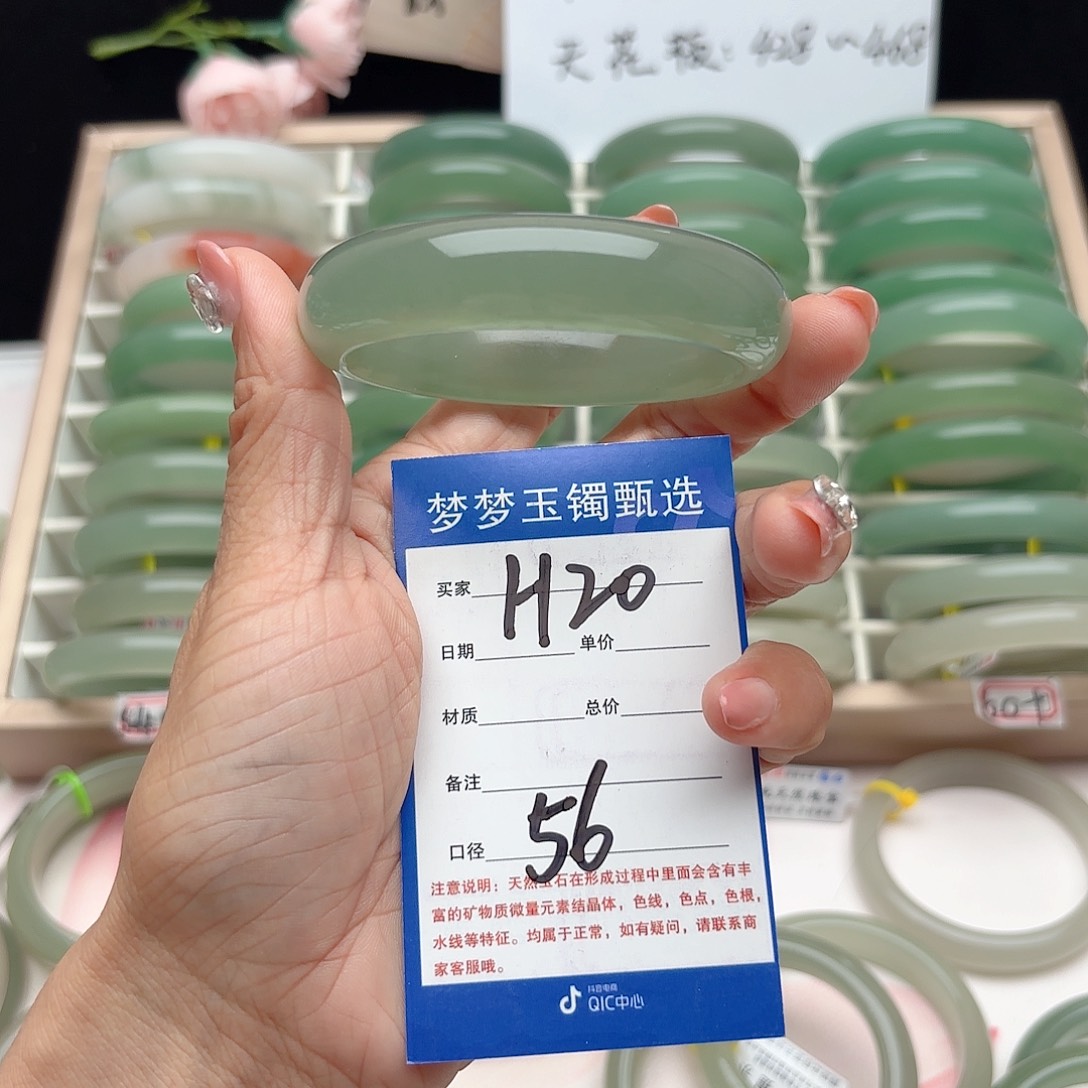 天花板：428~468
梦梦玉镯甄选
买家 H20
日期 单价
材质 总价
备注
口径 56
注意说明：天然玉石在形成过程中里面会含有丰
富的矿物质微量元素结晶体，色线，色点，色根，
水线等特征。均属于正常，如有疑问，请联系商
家客服哦。
抖音电商
QIC中心